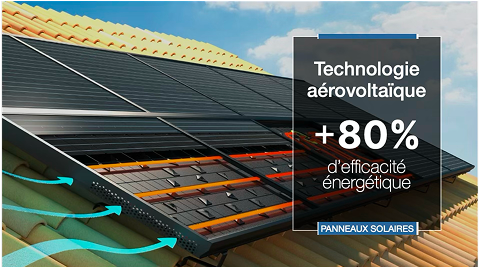 Technologie
aérovoltaïque
+80%
d'efficacité
énergétique
PANNEAUX SOLAIRES